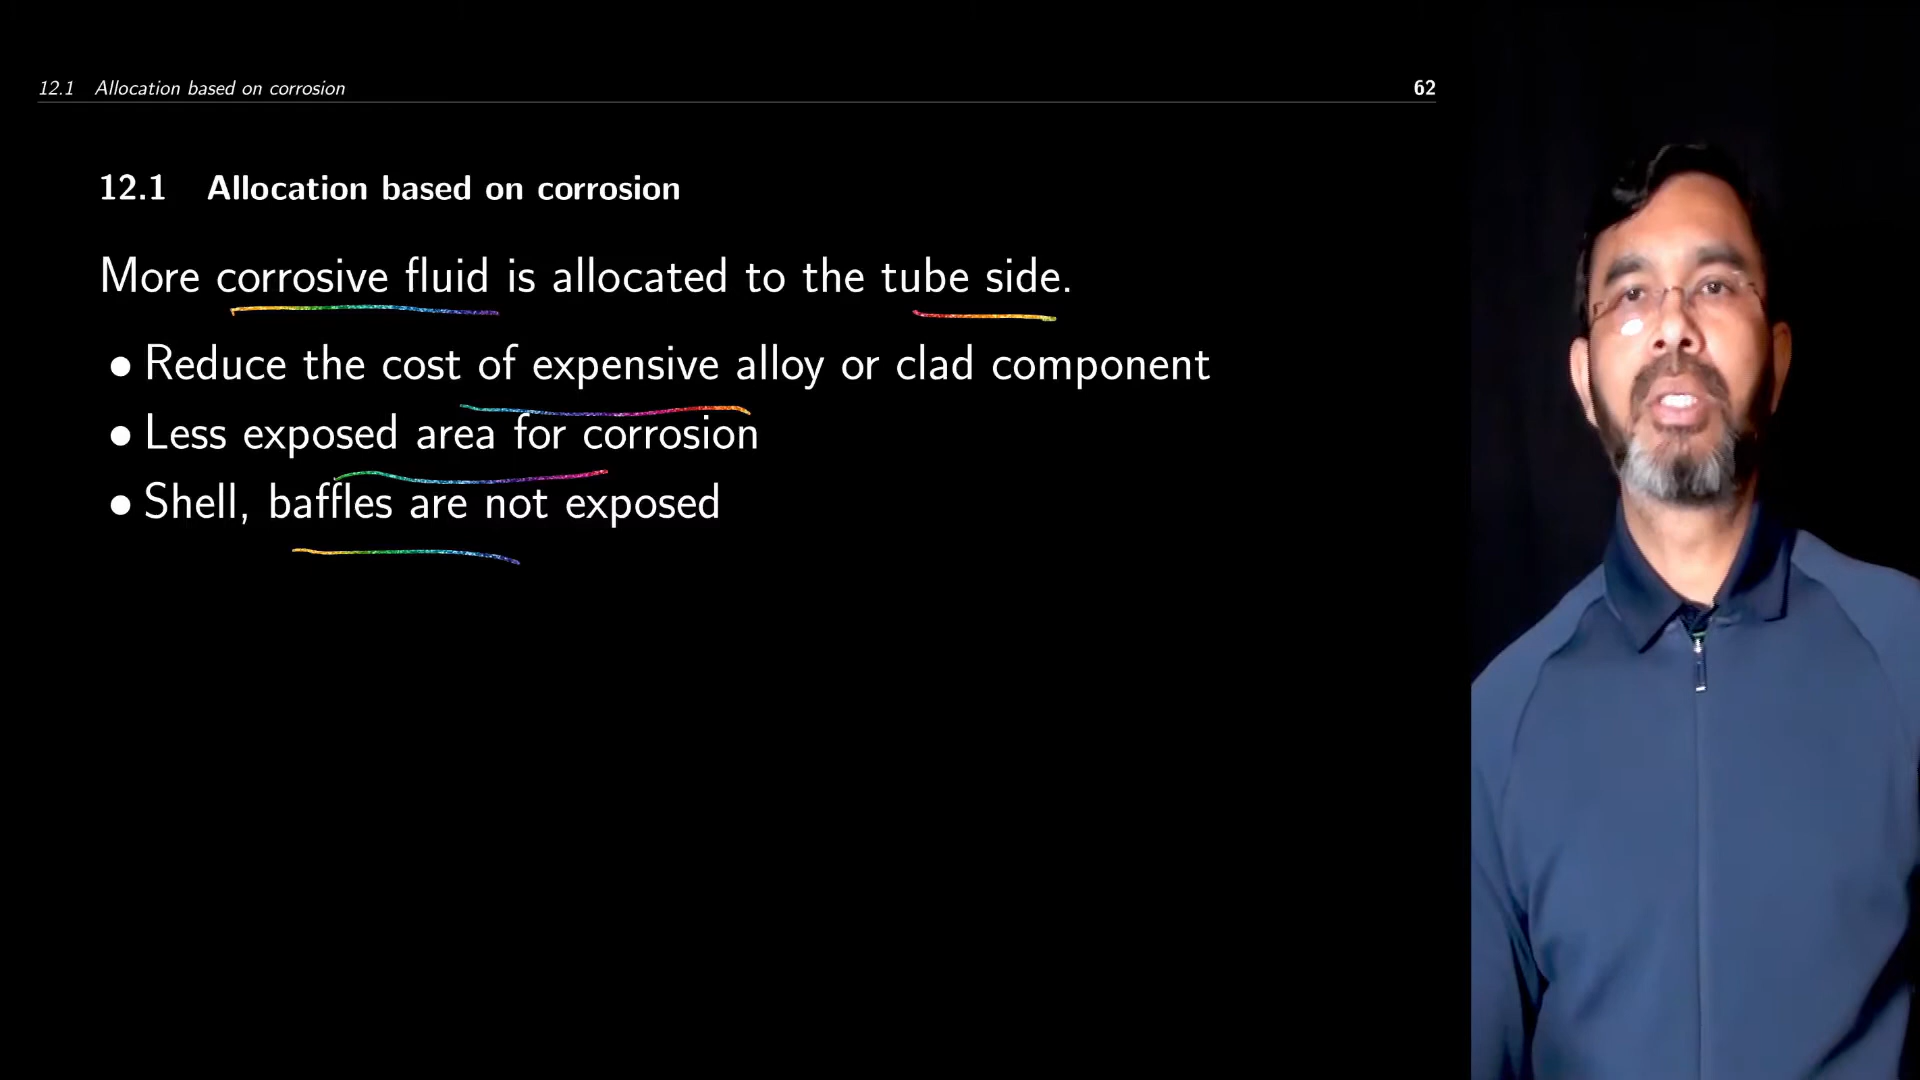 12.1 Allocation based on corrosion 62
12.1 Allocation based on corrosion
More corrosive fluid is allocated to the tube side.
● Reduce the cost of expensive alloy or clad component
● Less exposed area for corrosion
● Shell, baffles are not exposed